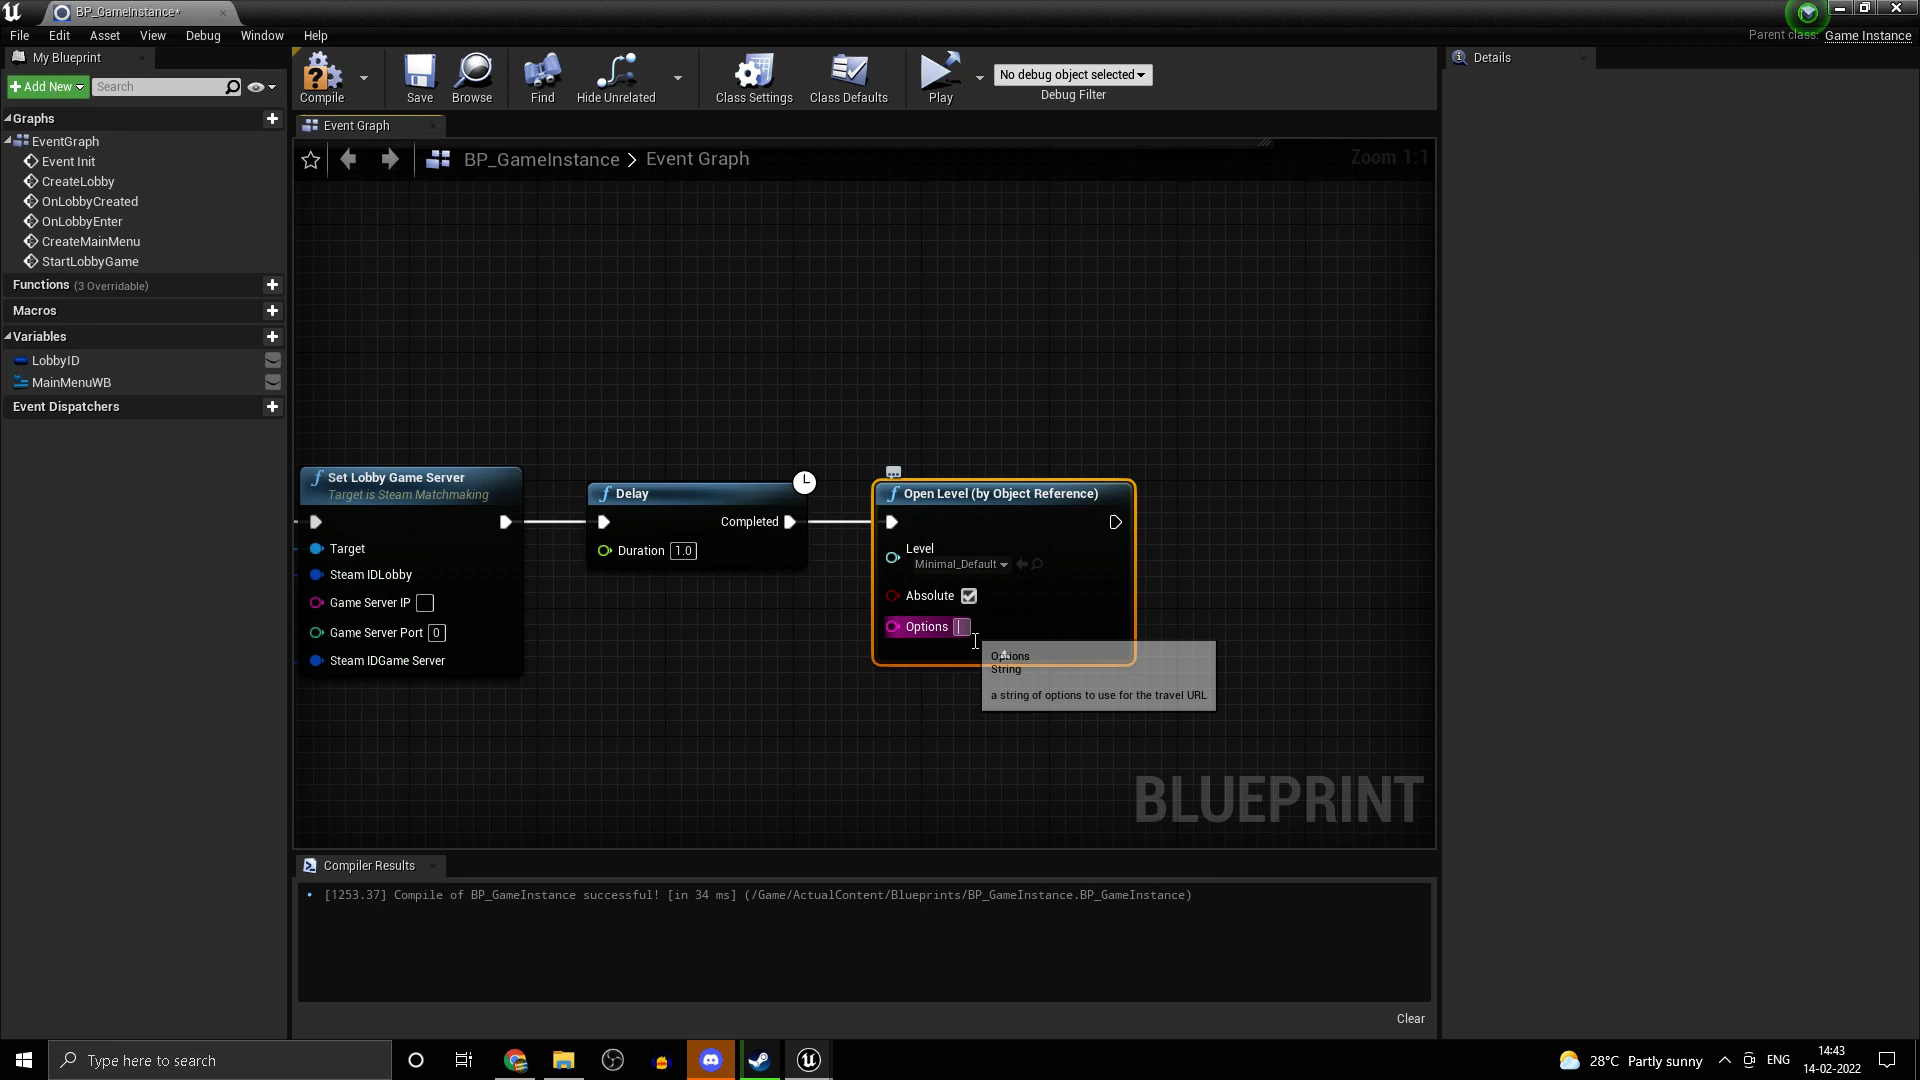 BP_GameInstance*
File Edit Asset View Debug Window Help
Parent class: Game Instance
My Blueprint
Add New
Search
Compile
Save
Browse
Find
Hide Unrelated
Class Settings
Class Defaults
Play
No debug object selected
Debug Filter
Details
Graphs
EventGraph
Event Init
CreateLobby
OnLobbyCreated
OnLobbyEnter
CreateMainMenu
StartLobbyGame
Functions (3 Overridable)
Macros
Variables
LobbyID
MainMenuWB
Event Dispatchers
Event Graph
BP_GameInstance > Event Graph
Zoom 1:1
Set Lobby Game Server
Target is Steam Matchmaking
Target
Steam IDLobby
Game Server IP
Game Server Port 0
Steam IDGame Server
Delay
Completed
Duration 1.0
Open Level (by Object Reference)
Level
Minimal_Default
Absolute
Options
Options
String
a string of options to use for the travel URL
BLUEPRINT
Compiler Results
[1253.37] Compile of BP_GameInstance successful! [in 34 ms] (/Game/ActualContent/Blueprints/BP_GameInstance.BP_GameInstance)
Clear
Type here to search
28°C Partly sunny
ENG
14:43
14-02-2022